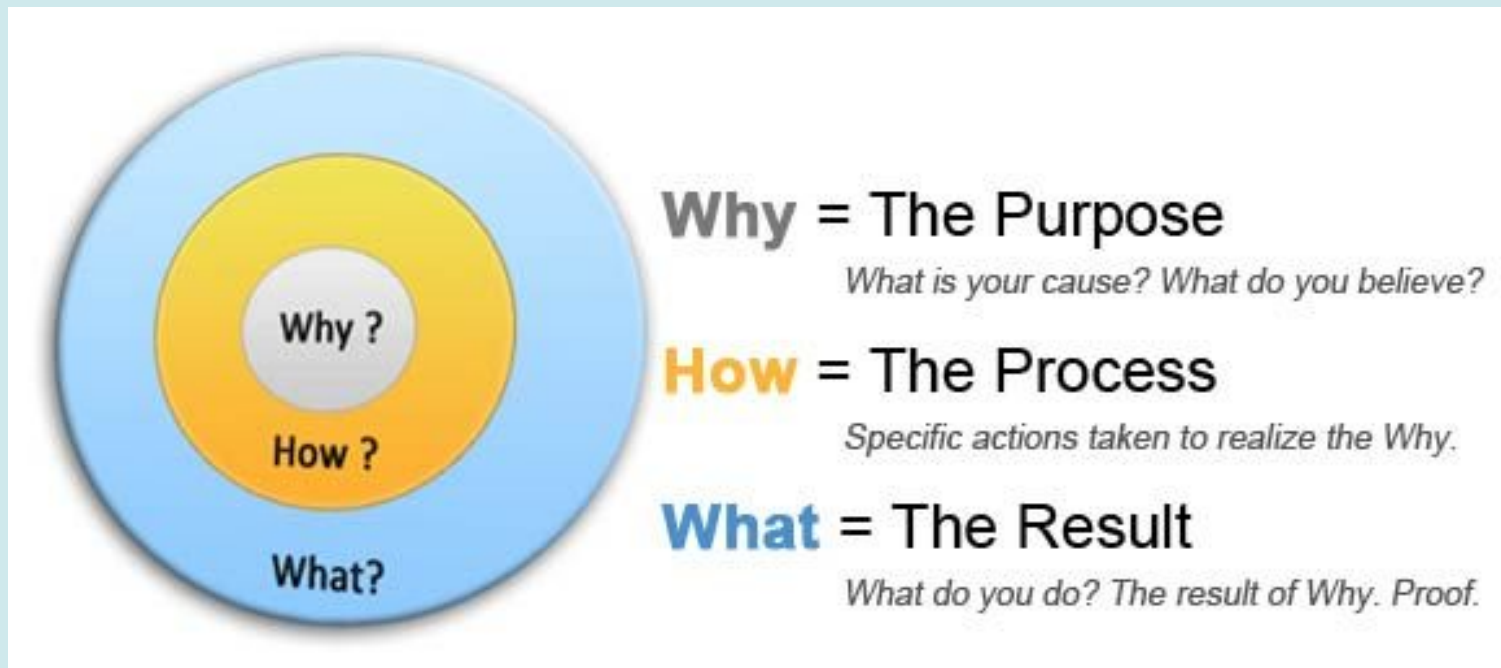 Why ?
How ?
What?
Why = The Purpose
What is your cause? What do you believe?
How = The Process
Specific actions taken to realize the Why.
What = The Result
What do you do? The result of Why. Proof.